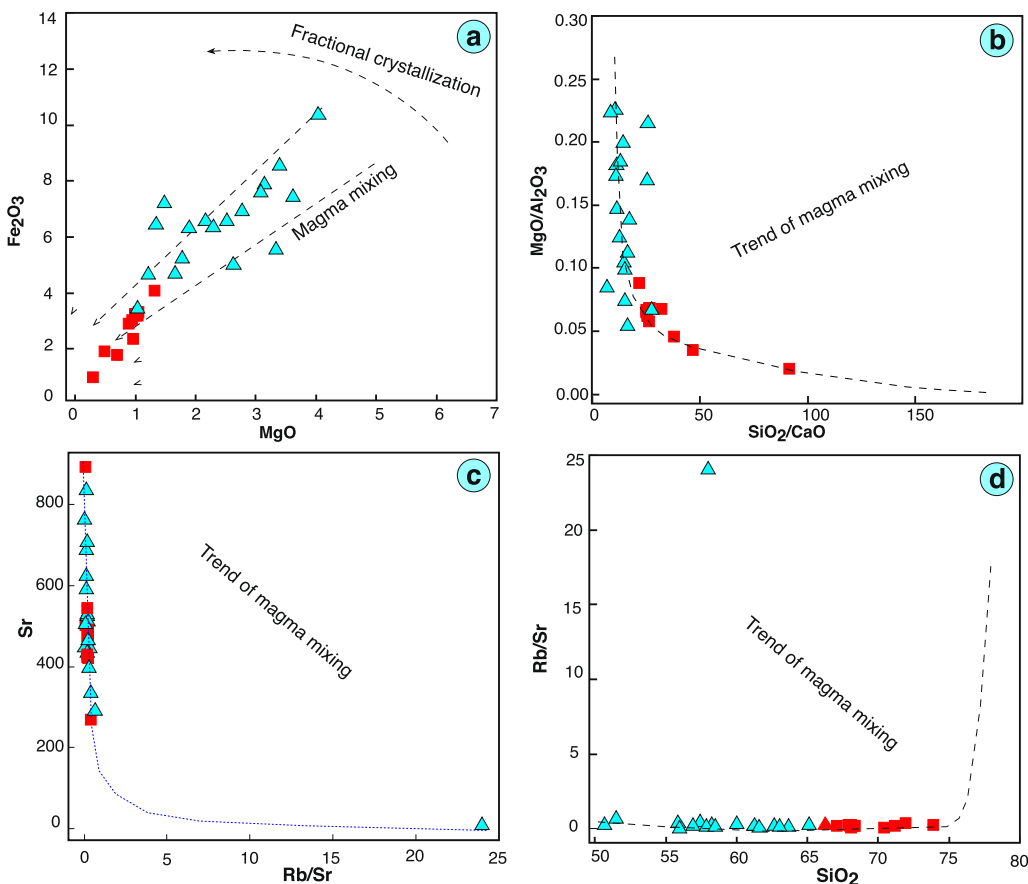 a
14
12
10
8
6
4
2
0
Fe2O3
Fractional crystallization
Magma mixing
0 1 2 3 4 5 6 7
MgO
b
0.30
0.25
0.20
0.15
0.10
0.05
0.00
MgO/Al2O3
Trend of magma mixing
0 50 100 150
SiO2/CaO
c
800
600
400
200
0
Sr
Trend of magma mixing
0 5 10 15 20 25
Rb/Sr
d
25
20
15
10
5
0
Rb/Sr
Trend of magma mixing
50 55 60 65 70 75 80
SiO2